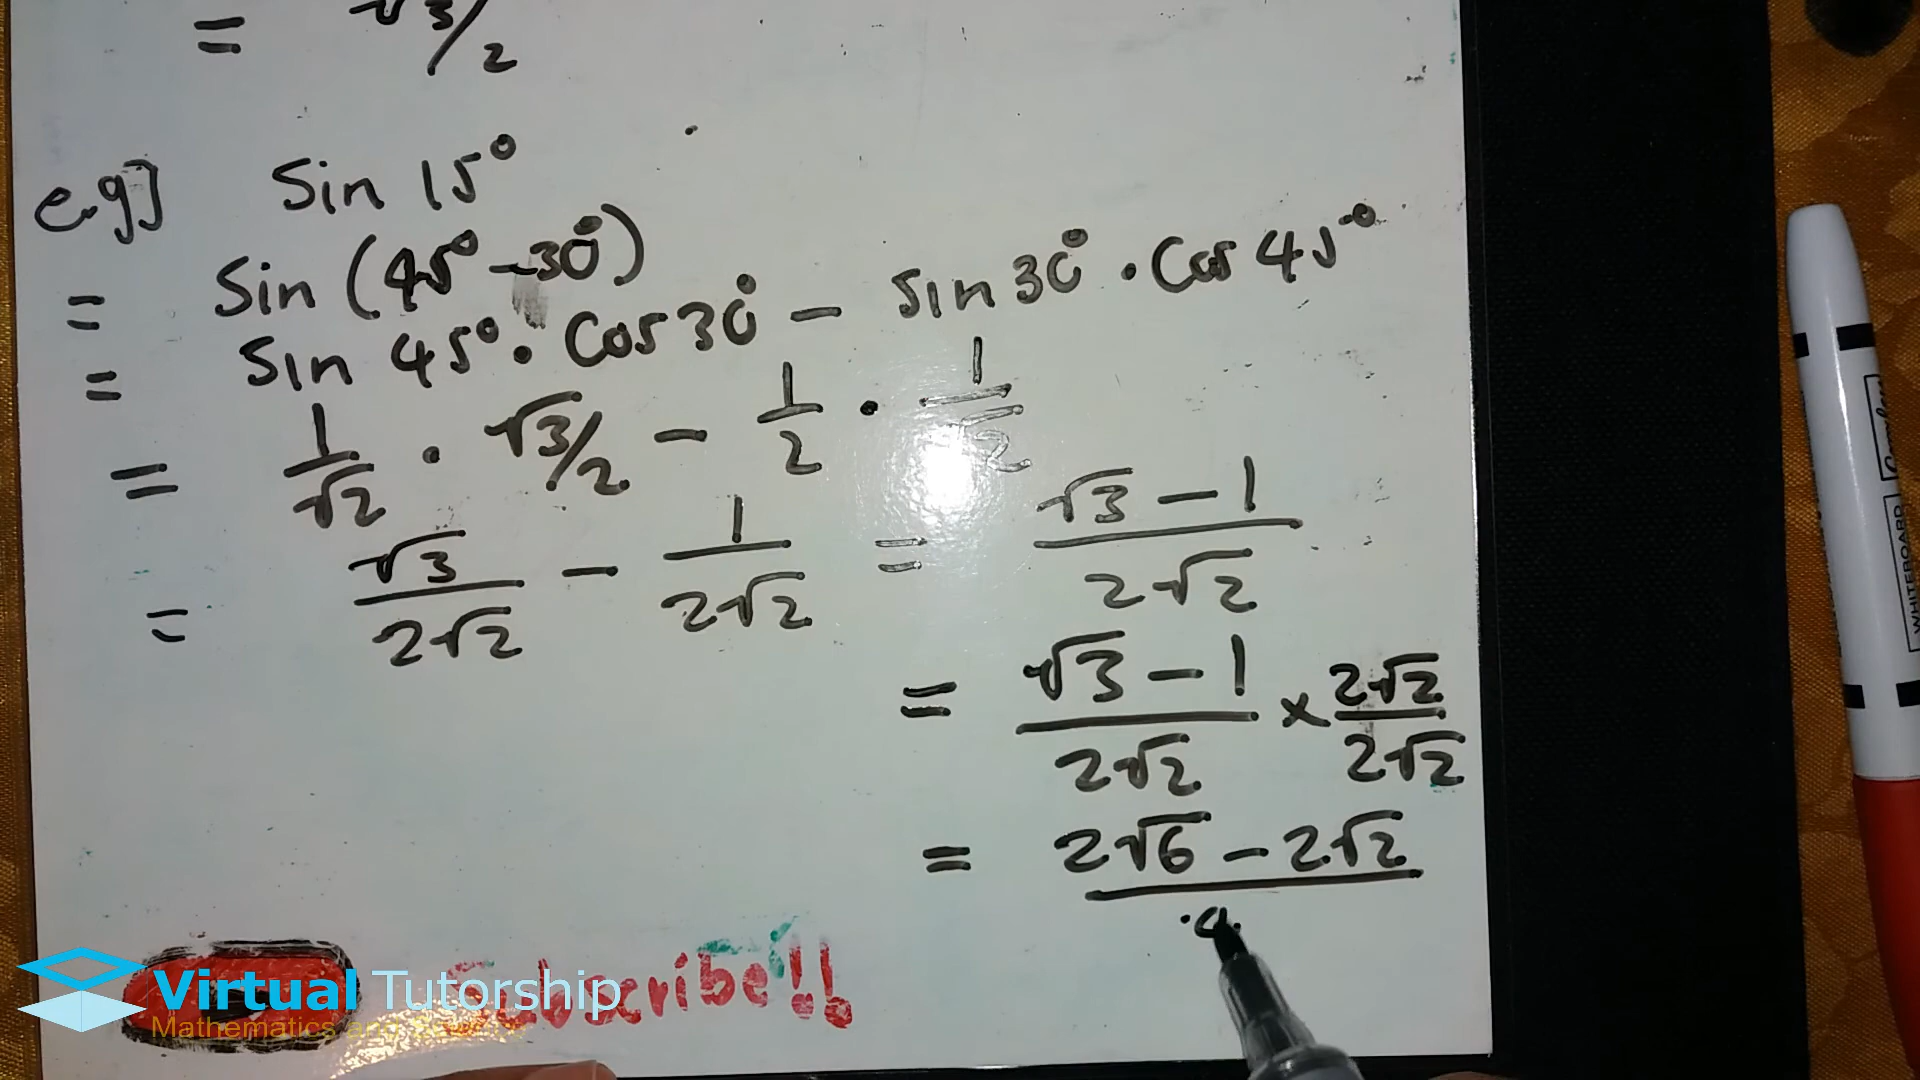 = √3/2
e.g] Sin 15°
= Sin (45° - 30°)
= Sin 45° · Cos 30° - Sin 30° · Cos 45°
= 1/√2 · √3/2 - 1/2 · 1/√2
= √3/2√2 - 1/2√2 = √3 - 1/2√2
= √3 - 1/2√2 × 2√2/2√2
= 2√6 - 2√2
Subscribe!!
Virtual Tutorship
Mathematics and
WHITEBOARD